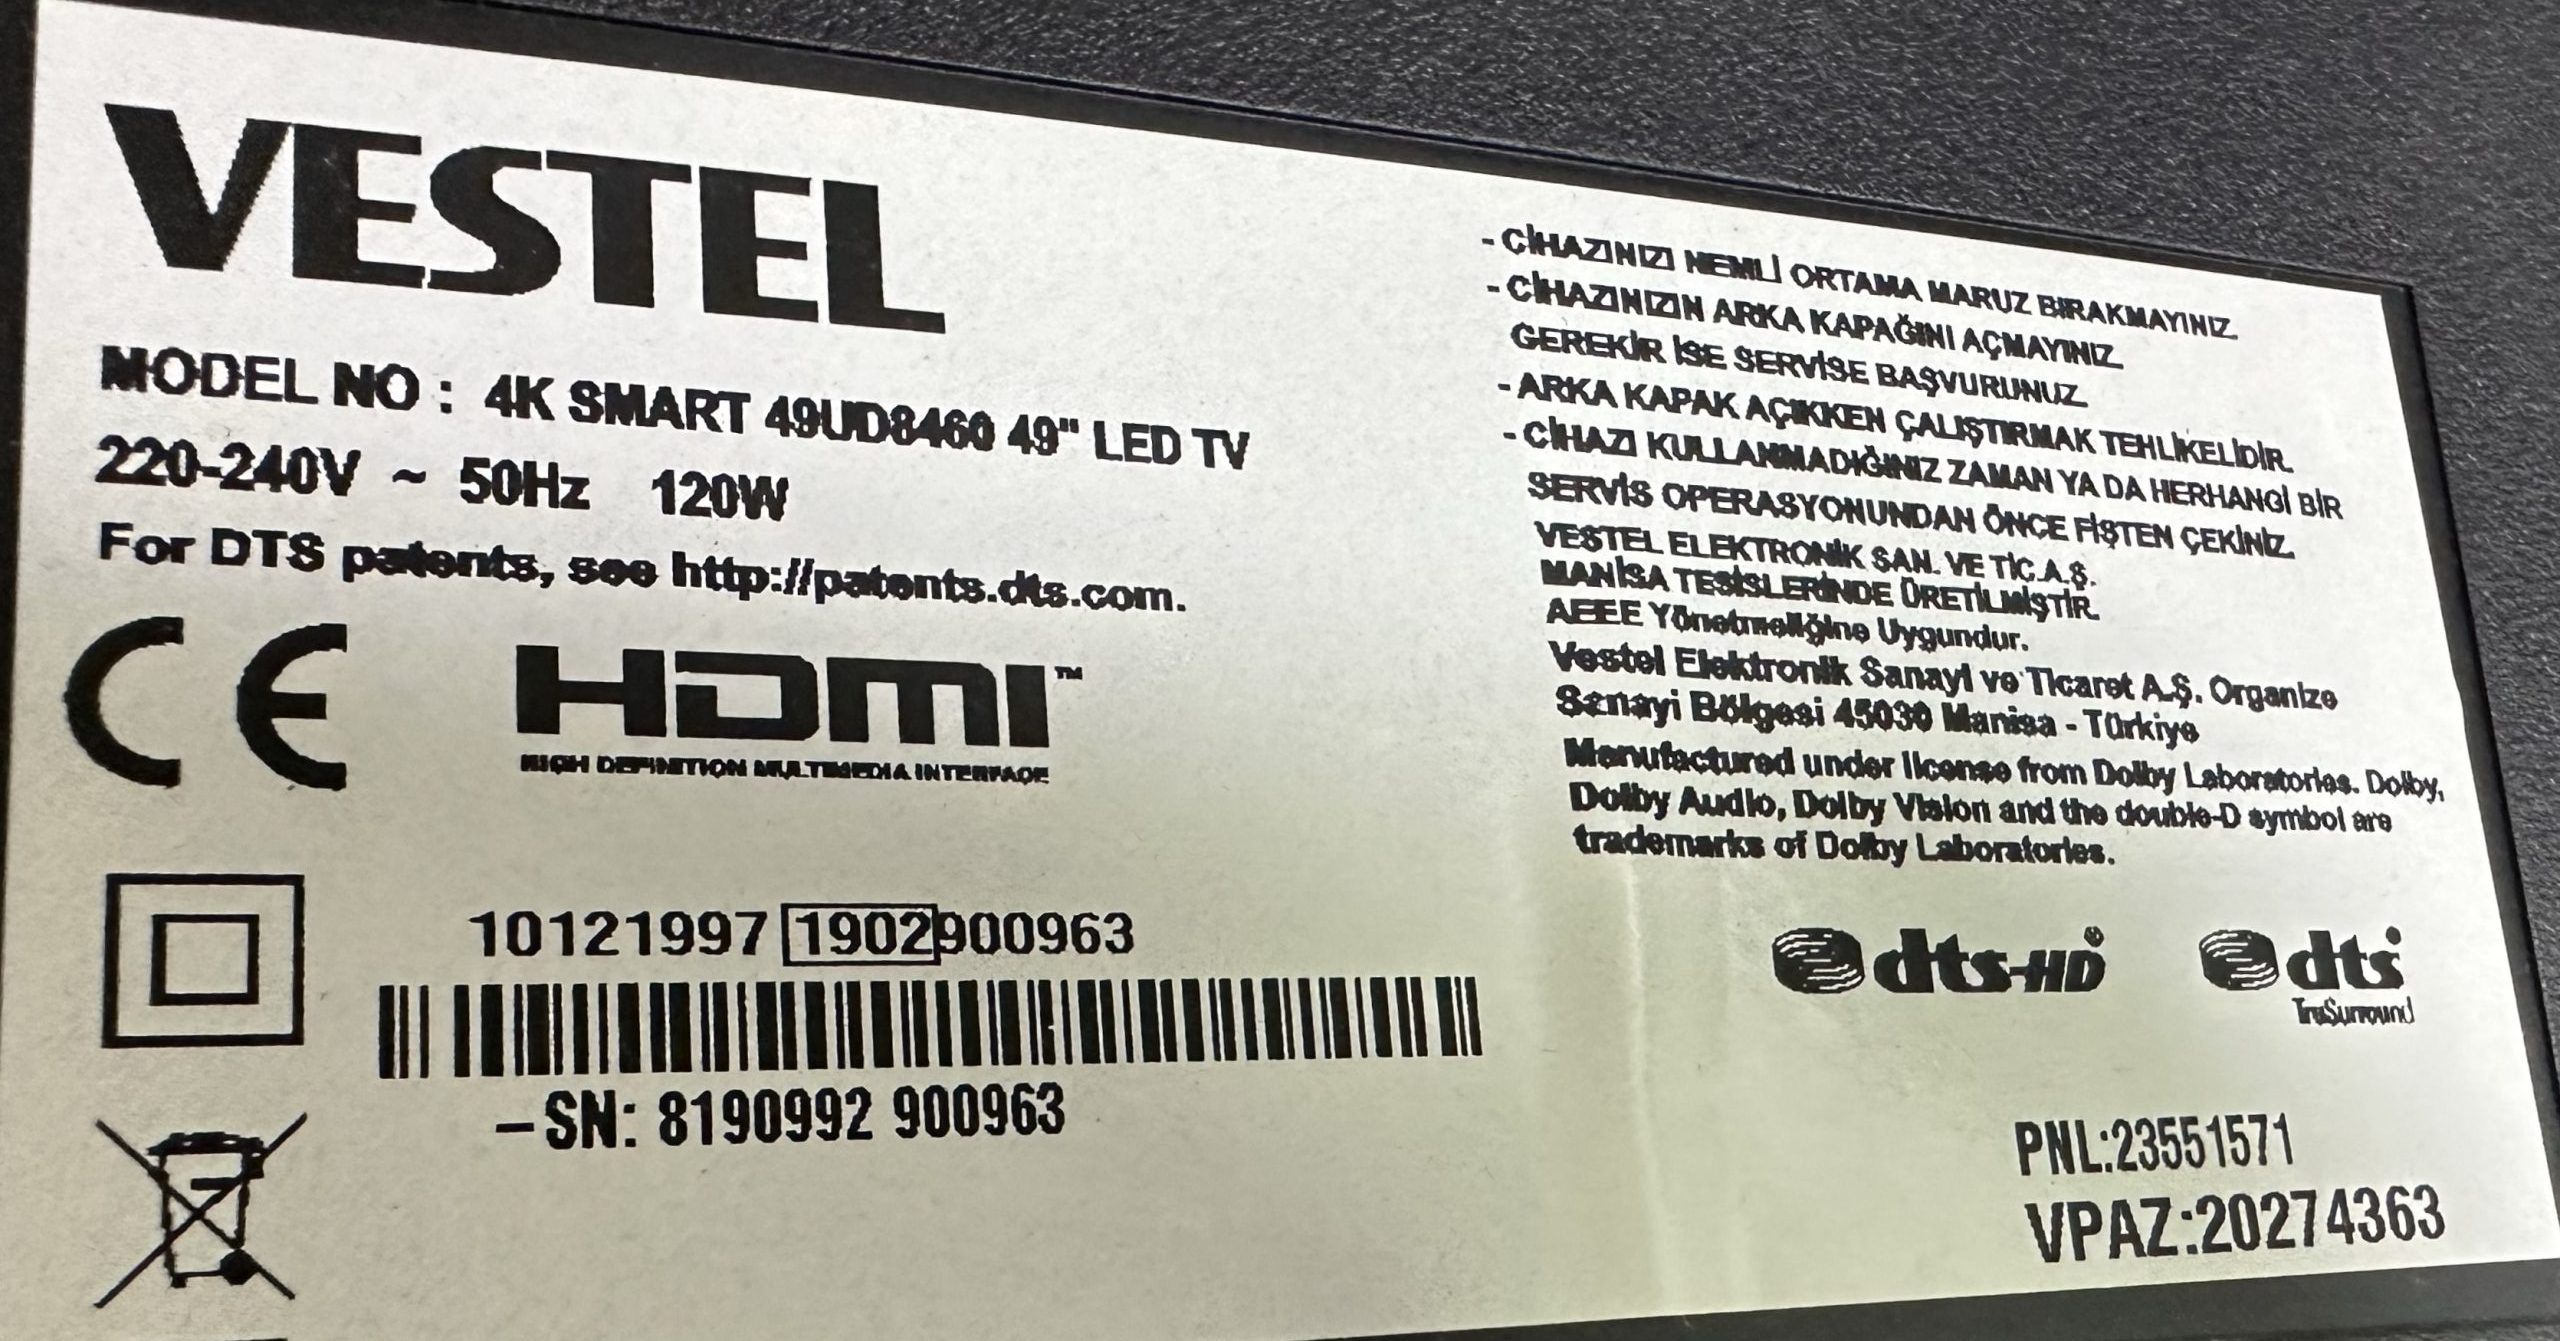 VESTEL
MODEL NO : 4K SMART 49UD8460 49" LED TV
220-240V ~ 50Hz 120W
For DTS patents, see http://patents.dts.com.
CE
HDMI™
HIGH DEFINITION MULTIMEDIA INTERFACE
10121997 1902900963
–SN: 8190992 900963
- CİHAZINIZI NEMLİ ORTAMA MARUZ BIRAKMAYINIZ.
- CİHAZINIZIN ARKA KAPAĞINI AÇMAYINIZ.
GEREKİR İSE SERVİSE BAŞVURUNUZ.
- ARKA KAPAK AÇIKKEN ÇALIŞTIRMAK TEHLİKELİDİR.
- CİHAZI KULLANMADIĞINIZ ZAMAN YA DA HERHANGİ BİR
SERVİS OPERASYONUNDAN ÖNCE FİŞTEN ÇEKİNİZ.
VESTEL ELEKTRONİK SAN. VE TİC.A.Ş.
MANİSA TESİSLERİNDE ÜRETİLMİŞTİR.
AEEE Yönetmeliğine Uygundur.
Vestel Elektronik Sanayi ve Ticaret A.Ş. Organize
Sanayi Bölgesi 45030 Manisa - Türkiye
Manufactured under license from Dolby Laboratories. Dolby,
Dolby Audio, Dolby Vision and the double-D symbol are
trademarks of Dolby Laboratories.
dts-HD®
dts
TruSurround
PNL:23551571
VPAZ:20274363